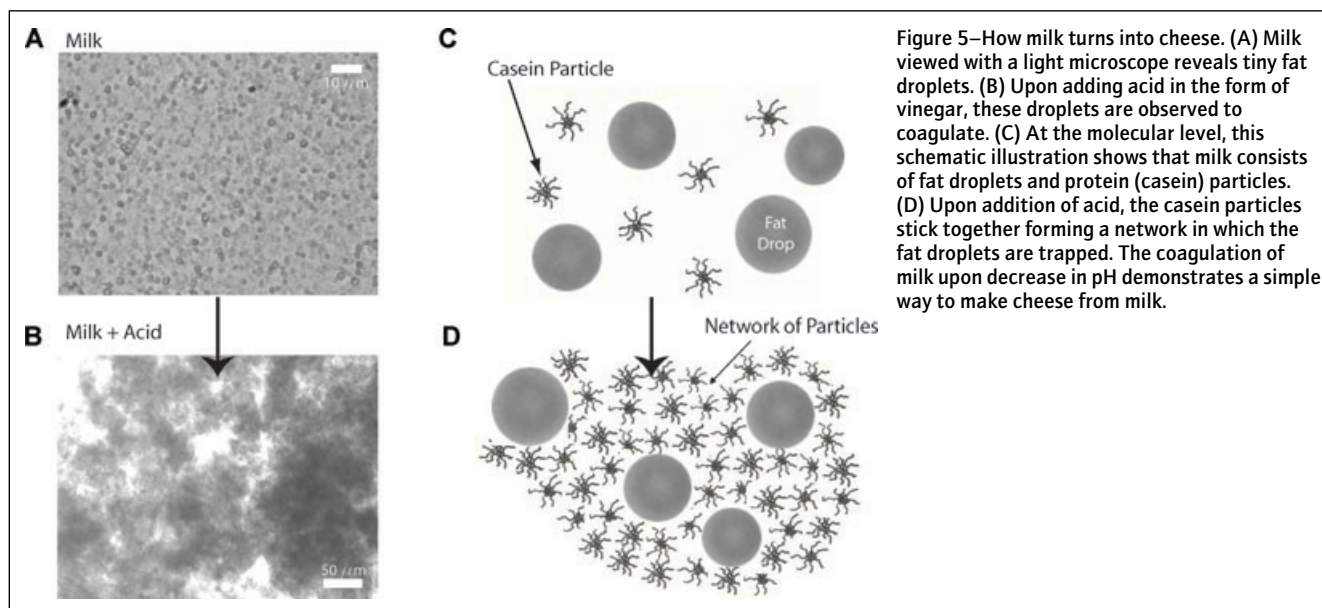 A
Milk
10 μm
B
Milk + Acid
50 μm
C
Casein Particle
Fat
Drop
D
Network of Particles
Figure 5–How milk turns into cheese. (A) Milk
viewed with a light microscope reveals tiny fat
droplets. (B) Upon adding acid in the form of
vinegar, these droplets are observed to
coagulate. (C) At the molecular level, this
schematic illustration shows that milk consists
of fat droplets and protein (casein) particles.
(D) Upon addition of acid, the casein particles
stick together forming a network in which the
fat droplets are trapped. The coagulation of
milk upon decrease in pH demonstrates a simple
way to make cheese from milk.